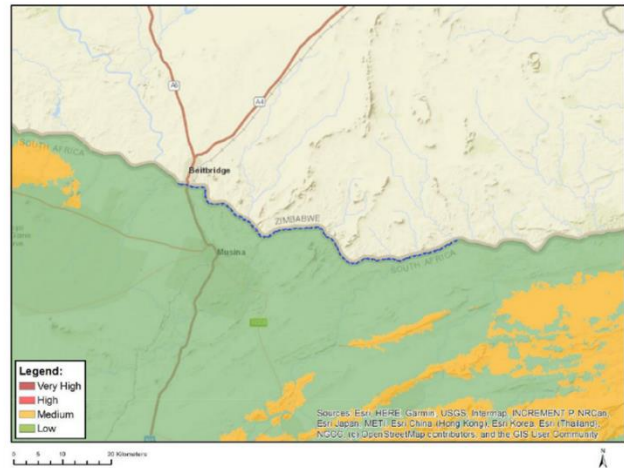 A6
A4
SOUTH AFRICA
Beitbridge
ZIMBABWE
Musina
SOUTH AFRICA
Legend:
Very High
High
Medium
Low
0 5 10 20 Kilometers
Sources: Esri, HERE, Garmin, USGS, Intermap, INCREMENT P, NRCan,
Esri Japan, METI, Esri China (Hong Kong), Esri Korea, Esri (Thailand),
NGCC, (c) OpenStreetMap contributors, and the GIS User Community
N